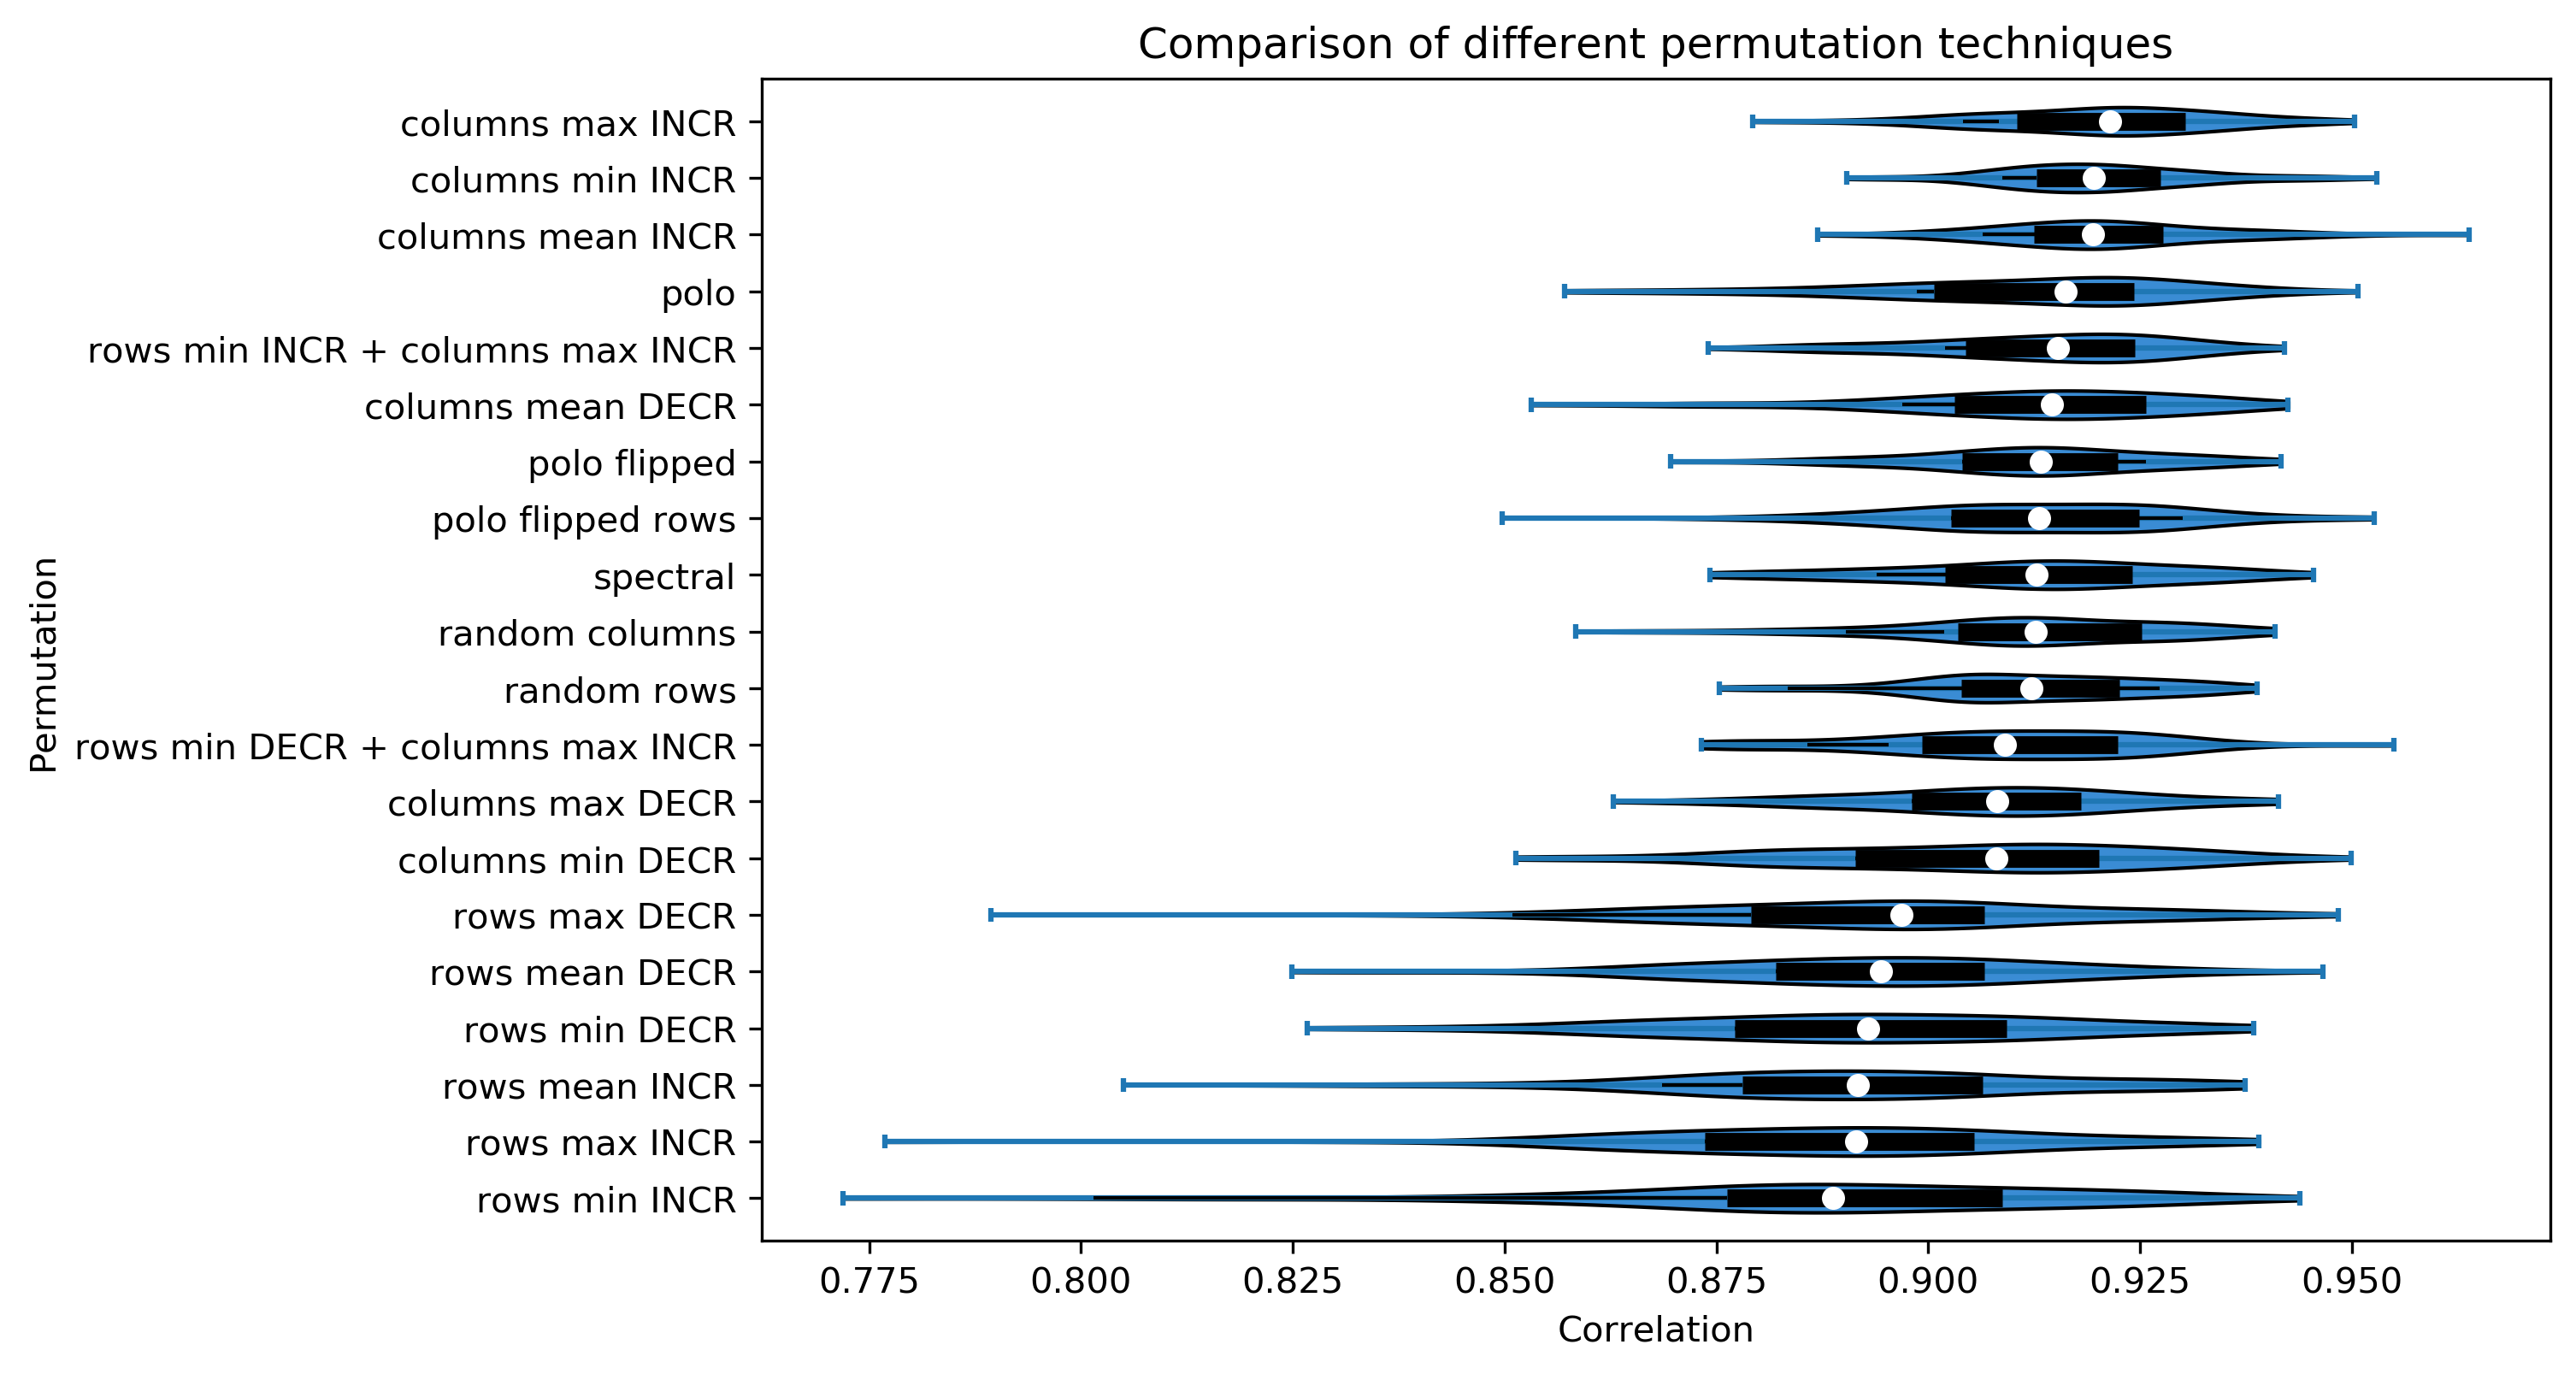 Comparison of different permutation techniques
Permutation
columns max INCR
columns min INCR
columns mean INCR
polo
rows min INCR + columns max INCR
columns mean DECR
polo flipped
polo flipped rows
spectral
random columns
random rows
rows min DECR + columns max INCR
columns max DECR
columns min DECR
rows max DECR
rows mean DECR
rows min DECR
rows mean INCR
rows max INCR
rows min INCR
0.775 0.800 0.825 0.850 0.875 0.900 0.925 0.950
Correlation